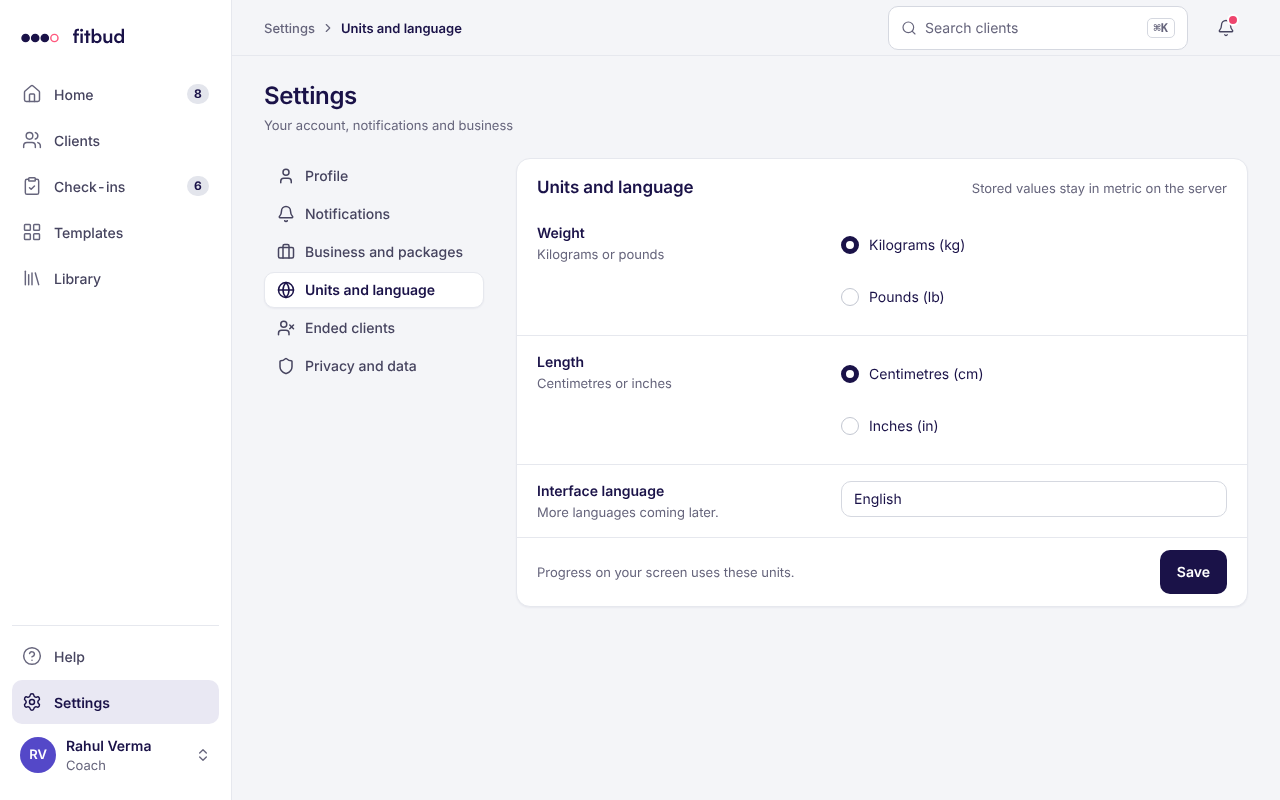 fitbud
Settings > Units and language
Search clients
⌘K
Home
8
Clients
Check-ins
6
Templates
Library
Help
Settings
RV
Rahul Verma
Coach
Settings
Your account, notifications and business
Profile
Notifications
Business and packages
Units and language
Ended clients
Privacy and data
Units and language
Stored values stay in metric on the server
Weight
Kilograms or pounds
Kilograms (kg)
Pounds (lb)
Length
Centimetres or inches
Centimetres (cm)
Inches (in)
Interface language
More languages coming later.
English
Progress on your screen uses these units.
Save